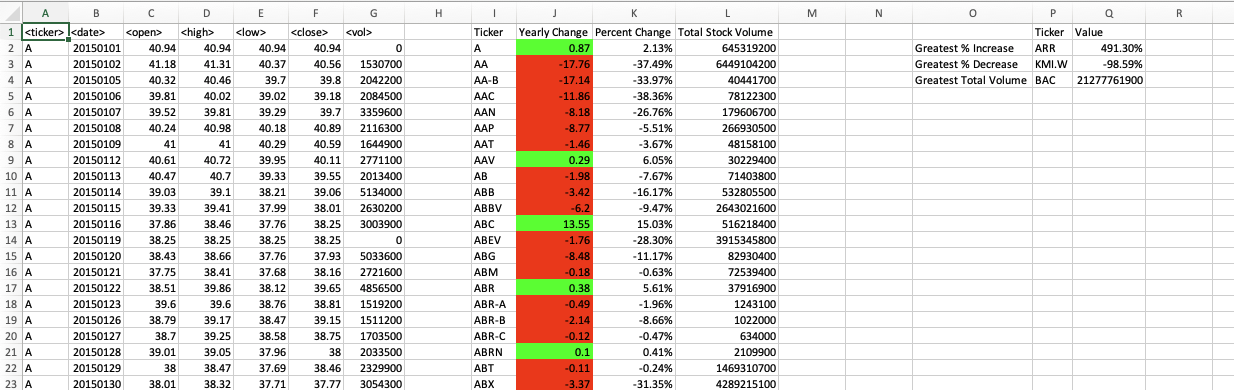 A B C D E F G H I J K L M N O P Q R
1 <ticker> <date> <open> <high> <low> <close> <vol> Ticker Yearly Change Percent Change Total Stock Volume Ticker Value
2 A 20150101 40.94 40.94 40.94 40.94 0 A 0.87 2.13% 645319200 Greatest % Increase ARR 491.30%
3 A 20150102 41.18 41.31 40.37 40.56 1530700 AA -17.76 -37.49% 6449104200 Greatest % Decrease KMI.W -98.59%
4 A 20150105 40.32 40.46 39.7 39.8 2042200 AA-B -17.14 -33.97% 40441700 Greatest Total Volume BAC 21277761900
5 A 20150106 39.81 40.02 39.02 39.18 2084500 AAC -11.86 -38.36% 78122300
6 A 20150107 39.52 39.81 39.29 39.7 3359600 AAN -8.18 -26.76% 179606700
7 A 20150108 40.24 40.98 40.18 40.89 2116300 AAP -8.77 -5.51% 266930500
8 A 20150109 41 41 40.29 40.59 1644900 AAT -1.46 -3.67% 48158100
9 A 20150112 40.61 40.72 39.95 40.11 2771100 AAV 0.29 6.05% 30229400
10 A 20150113 40.47 40.7 39.33 39.55 2013400 AB -1.98 -7.67% 71403800
11 A 20150114 39.03 39.1 38.21 39.06 5134000 ABB -3.42 -16.17% 532805500
12 A 20150115 39.33 39.41 37.99 38.01 2630200 ABBV -6.2 -9.47% 2643021600
13 A 20150116 37.86 38.46 37.76 38.25 3003900 ABC 13.55 15.03% 516218400
14 A 20150119 38.25 38.25 38.25 38.25 0 ABEV -1.76 -28.30% 3915345800
15 A 20150120 38.43 38.66 37.76 37.93 5033600 ABG -8.48 -11.17% 82930400
16 A 20150121 37.75 38.41 37.68 38.16 2721600 ABM -0.18 -0.63% 72539400
17 A 20150122 38.51 39.86 38.12 39.65 4856500 ABR 0.38 5.61% 37916900
18 A 20150123 39.6 39.6 38.76 38.81 1519200 ABR-A -0.49 -1.96% 1243100
19 A 20150126 38.79 39.17 38.47 39.15 1511200 ABR-B -2.14 -8.66% 1022000
20 A 20150127 38.7 39.25 38.58 38.75 1703500 ABR-C -0.12 -0.47% 634000
21 A 20150128 39.01 39.05 37.96 38 2033500 ABRN 0.1 0.41% 2109900
22 A 20150129 38 38.47 37.69 38.46 2329900 ABT -0.11 -0.24% 1469310700
23 A 20150130 38.01 38.32 37.71 37.77 3054300 ABX -3.37 -31.35% 4289215100